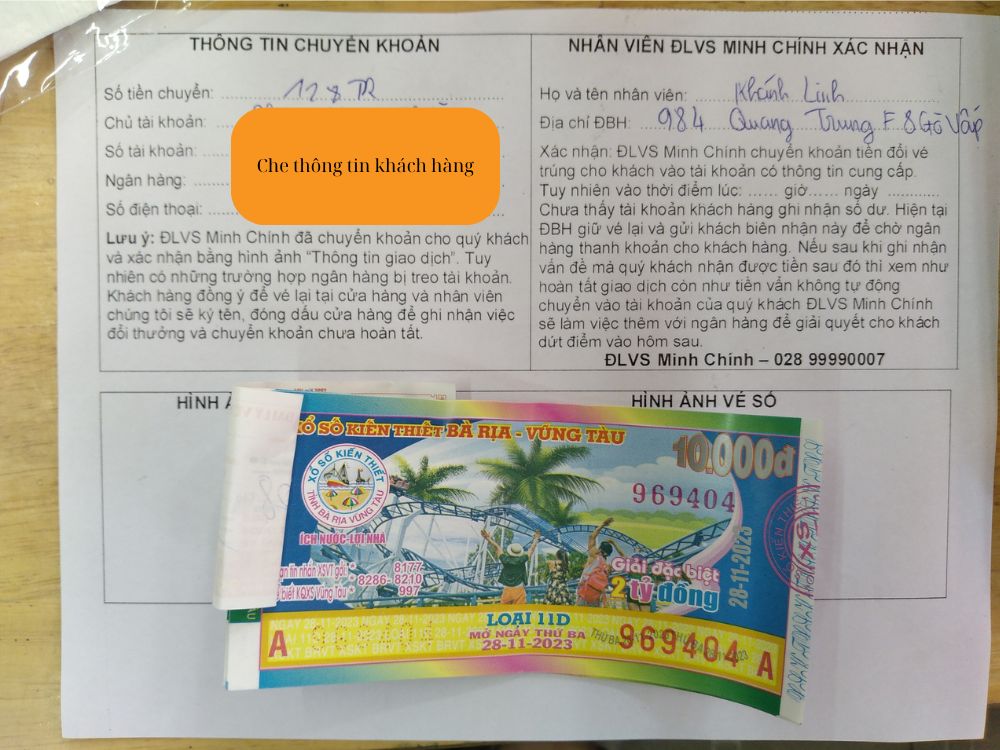 THÔNG TIN CHUYỂN KHOẢN
Số tiền chuyển: 128 TR
Chủ tài khoản:
Số tài khoản:
Ngân hàng:
Số điện thoại:
Che thông tin khách hàng
Lưu ý: ĐLVS Minh Chính đã chuyển khoản cho quý khách
và xác nhận bằng hình ảnh "Thông tin giao dịch". Tuy
nhiên có những trường hợp ngân hàng bị treo tài khoản.
Khách hàng đồng ý để vé lại tại cửa hàng và nhân viên
chúng tôi sẽ ký tên, đóng dấu cửa hàng để ghi nhận việc
đổi thưởng và chuyển khoản chưa hoàn tất.
NHÂN VIÊN ĐLVS MINH CHÍNH XÁC NHẬN
Họ và tên nhân viên: Khánh Linh
Địa chỉ ĐBH: 984 Quang Trung F8 Gò Vấp
Xác nhận: ĐLVS Minh Chính chuyển khoản tiền đổi vé
trúng cho khách vào tài khoản có thông tin cung cấp.
Tuy nhiên vào thời điểm lúc: ...... giờ...... ngày ...........
Chưa thấy tài khoản khách hàng ghi nhận số dư. Hiện tại
ĐBH giữ vé lại và gửi khách biên nhận này để chờ ngân
hàng thanh khoản cho khách hàng. Nếu sau khi ghi nhận
vấn đề mà quý khách nhận được tiền sau đó thì xem như
hoàn tất giao dịch còn như tiền vẫn không tự động
chuyển vào tài khoản của quý khách ĐLVS Minh Chính
sẽ làm việc thêm với ngân hàng để giải quyết cho khách
dứt điểm vào hôm sau.
ĐLVS Minh Chính – 028 99990007
HÌNH
HÌNH ẢNH VÉ SỐ
XỔ SỐ KIẾN THIẾT BÀ RỊA - VŨNG TÀU
10.000đ
XỔ SỐ KIẾN THIẾT
TỈNH BÀ RỊA VŨNG TÀU
969404
ÍCH NƯỚC-LỢI NHÀ
tin nhắn XSVT gởi * 8177
* 8286- 8210
biết KQXS Vũng Tàu * 997
Giải đặc biệt
2 tỷ đồng
28-11-2023
LOẠI 11D
MỞ NGÀY THỨ BA
28-11-2023
A
969404
A